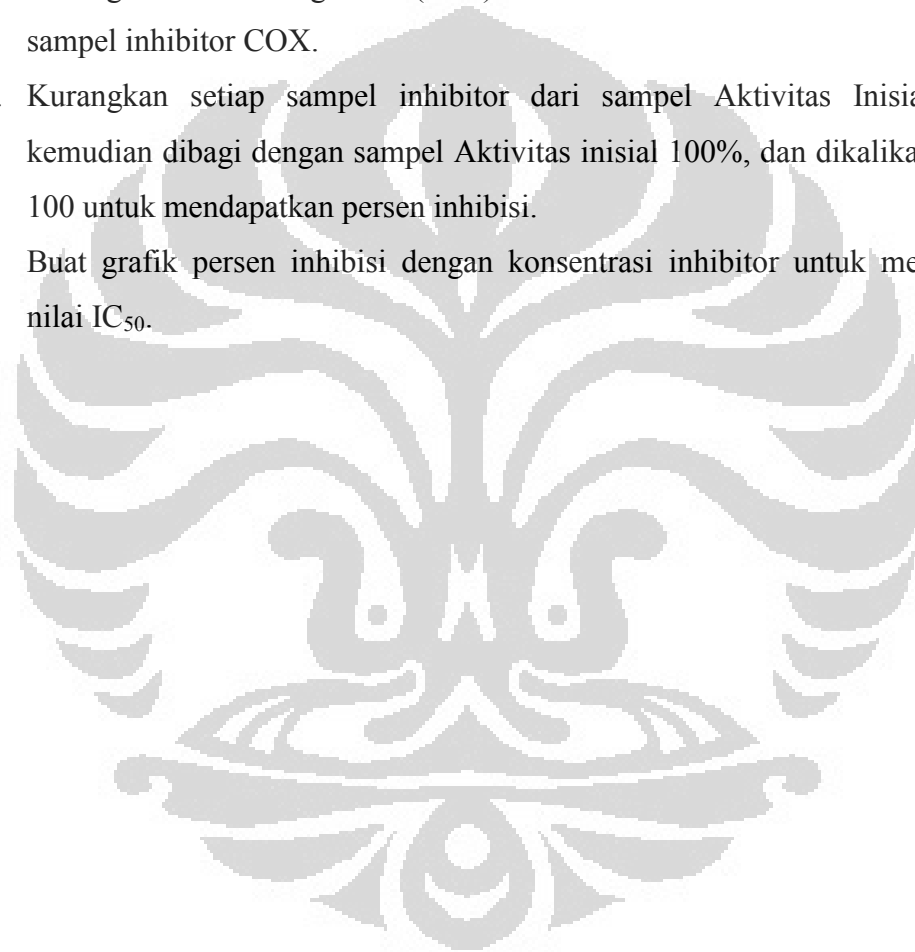 sampel inhibitor COX.
Kurangkan setiap sampel inhibitor dari sampel Aktivitas Inisia
kemudian dibagi dengan sampel Aktivitas inisial 100%, dan dikalika
100 untuk mendapatkan persen inhibisi.
Buat grafik persen inhibisi dengan konsentrasi inhibitor untuk me
nilai IC₅₀.